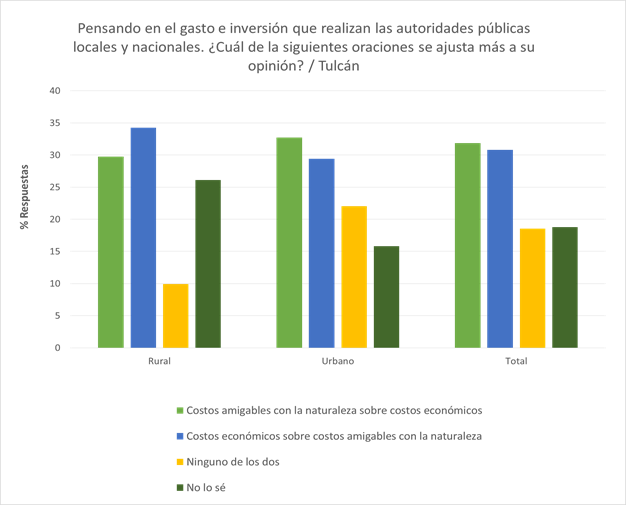 Pensando en el gasto e inversión que realizan las autoridades públicas
locales y nacionales. ¿Cuál de la siguientes oraciones se ajusta más a su
opinión? / Tulcán
% Respuestas
40
35
30
25
20
15
10
5
0
Rural
Urbano
Total
Costos amigables con la naturaleza sobre costos económicos
Costos económicos sobre costos amigables con la naturaleza
Ninguno de los dos
No lo sé